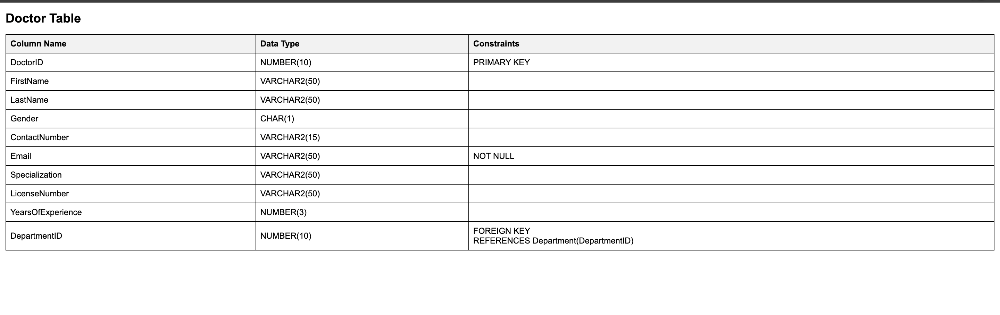 Doctor Table
Column Name Data Type Constraints
DoctorID NUMBER(10) PRIMARY KEY
FirstName VARCHAR2(50)
LastName VARCHAR2(50)
Gender CHAR(1)
ContactNumber VARCHAR2(15)
Email VARCHAR2(50) NOT NULL
Specialization VARCHAR2(50)
LicenseNumber VARCHAR2(50)
YearsOfExperience NUMBER(3)
DepartmentID NUMBER(10) FOREIGN KEY
REFERENCES Department(DepartmentID)